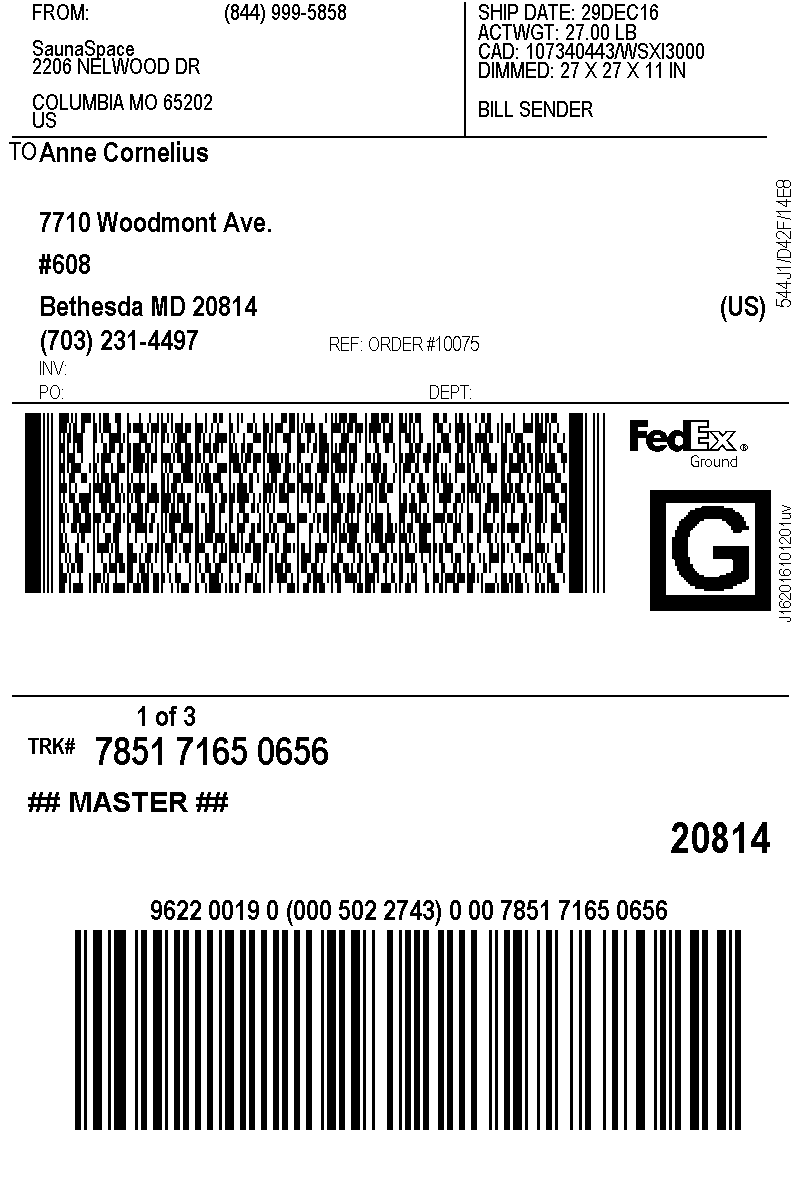 FROM: (844) 999-5858
SaunaSpace
2206 NELWOOD DR
COLUMBIA MO 65202
US
SHIP DATE: 29DEC16
ACTWGT: 27.00 LB
CAD: 107340443/WSXI3000
DIMMED: 27 X 27 X 11 IN
BILL SENDER
TO Anne Cornelius
7710 Woodmont Ave.
#608
Bethesda MD 20814 (US)
(703) 231-4497 REF: ORDER #10075
INV:
PO: DEPT:
544J1/D42F/14E8
FedEx®
Ground
G
J162016101201uv
1 of 3
TRK# 7851 7165 0656
## MASTER ##
20814
9622 0019 0 (000 502 2743) 0 00 7851 7165 0656